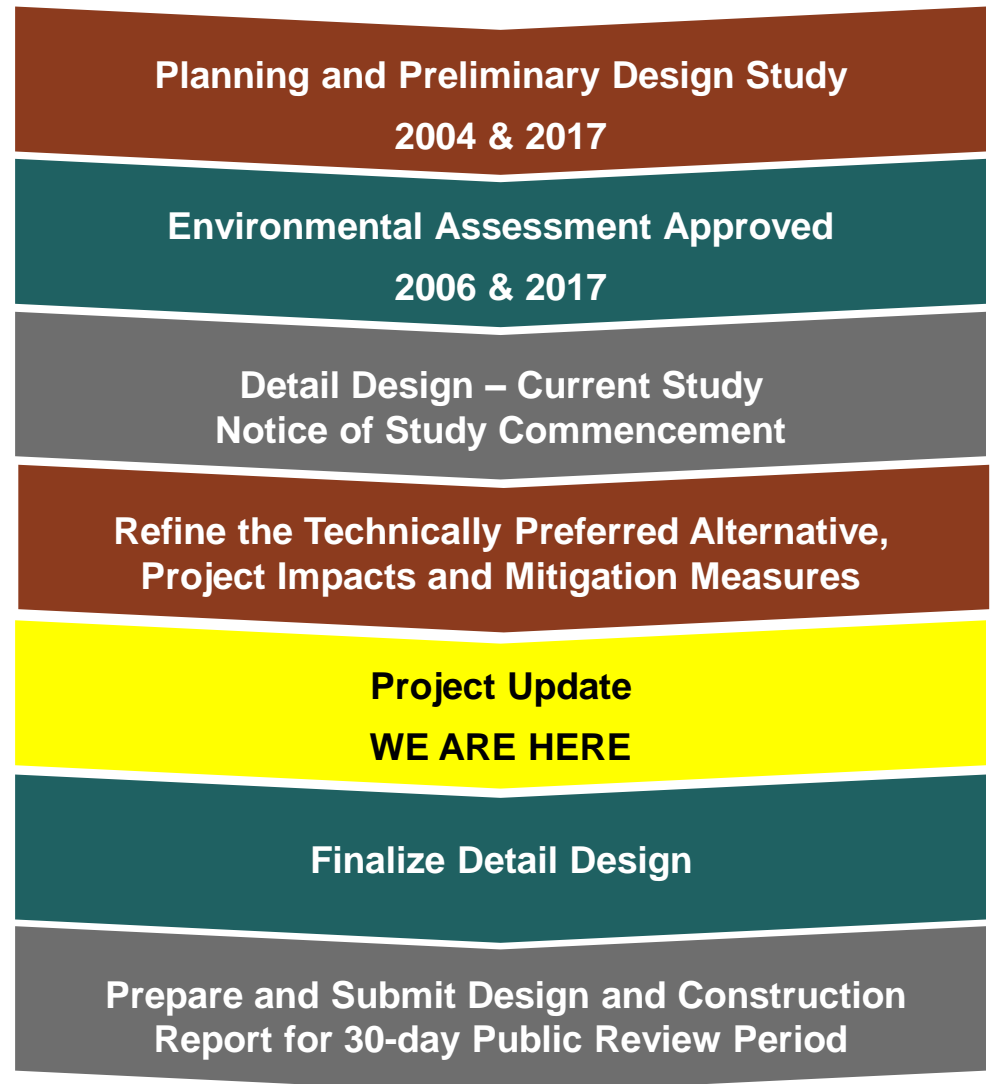 Planning and Preliminary Design Study
2004 & 2017
Environmental Assessment Approved
2006 & 2017
Detail Design – Current Study
Notice of Study Commencement
Refine the Technically Preferred Alternative,
Project Impacts and Mitigation Measures
Project Update
WE ARE HERE
Finalize Detail Design
Prepare and Submit Design and Construction
Report for 30-day Public Review Period